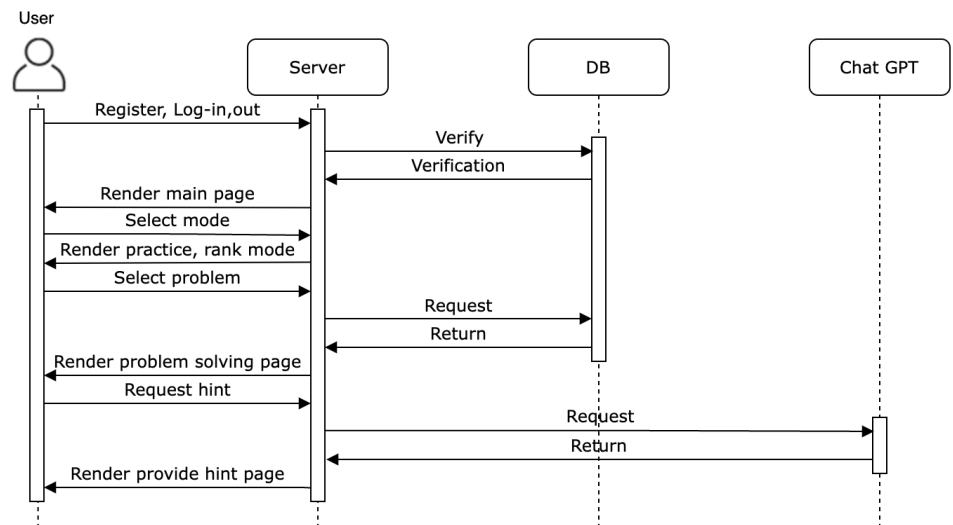 User
Server
DB
Chat GPT
Register, Log-in,out
Verify
Verification
Render main page
Select mode
Render practice, rank mode
Select problem
Request
Return
Render problem solving page
Request hint
Request
Return
Render provide hint page